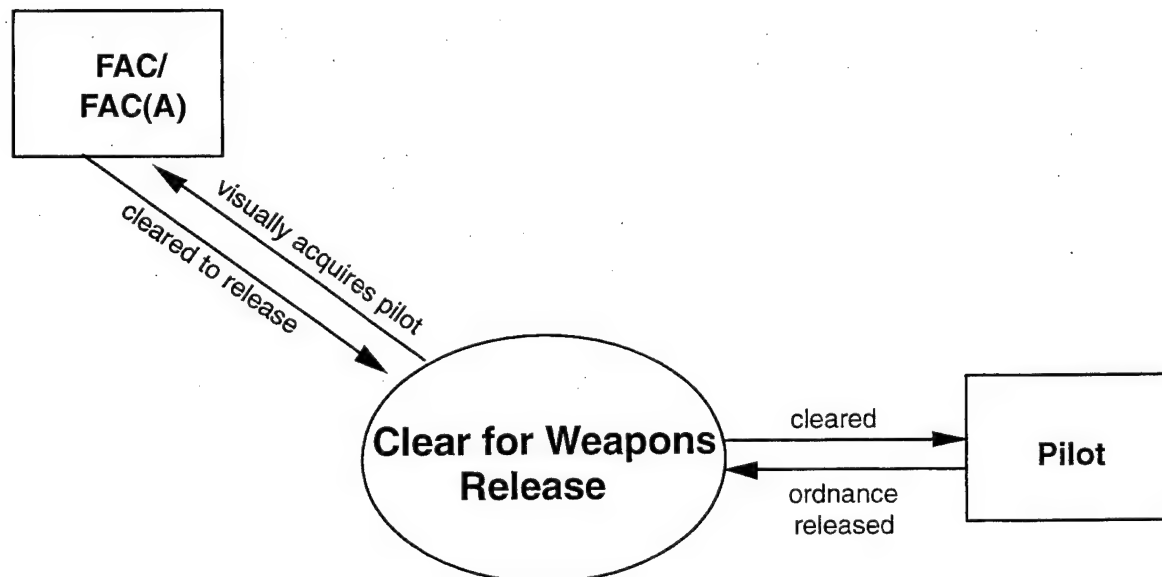 FAC/
FAC(A)
visually acquires pilot
cleared to release
Clear for Weapons
Release
cleared
ordnance
released
Pilot